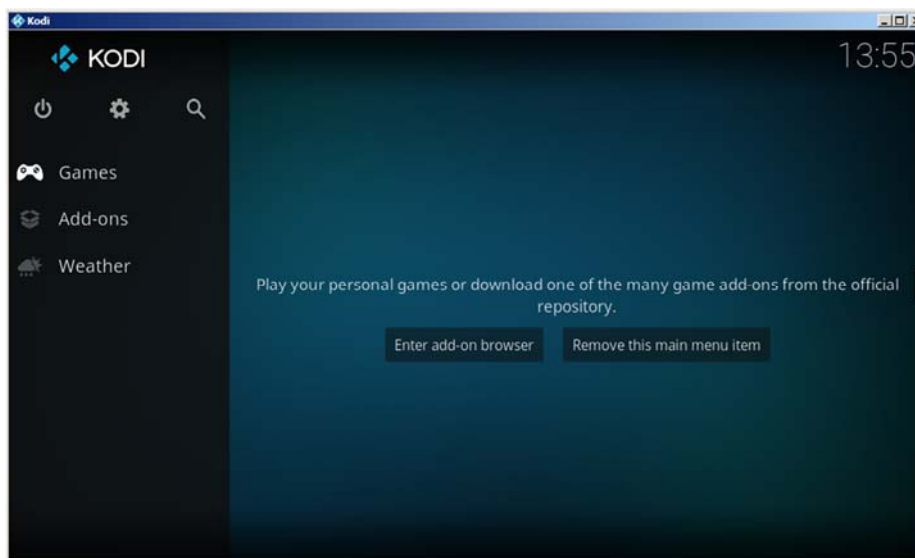 Kodi
KODI
13:55
Games
Add-ons
Weather
Play your personal games or download one of the many game add-ons from the official
repository.
Enter add-on browser Remove this main menu item